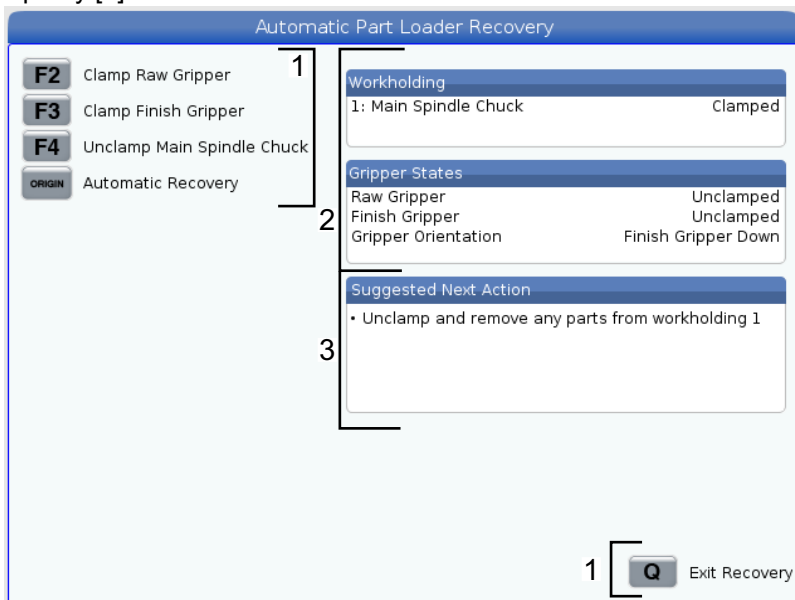 Automatic Part Loader Recovery
F2 Clamp Raw Gripper
1
F3 Clamp Finish Gripper
F4 Unclamp Main Spindle Chuck
ORIGIN Automatic Recovery
Workholding
1: Main Spindle Chuck Clamped
Gripper States
Raw Gripper Unclamped
Finish Gripper Unclamped
Gripper Orientation Finish Gripper Down
2
Suggested Next Action
• Unclamp and remove any parts from workholding 1
3
1
Q Exit Recovery